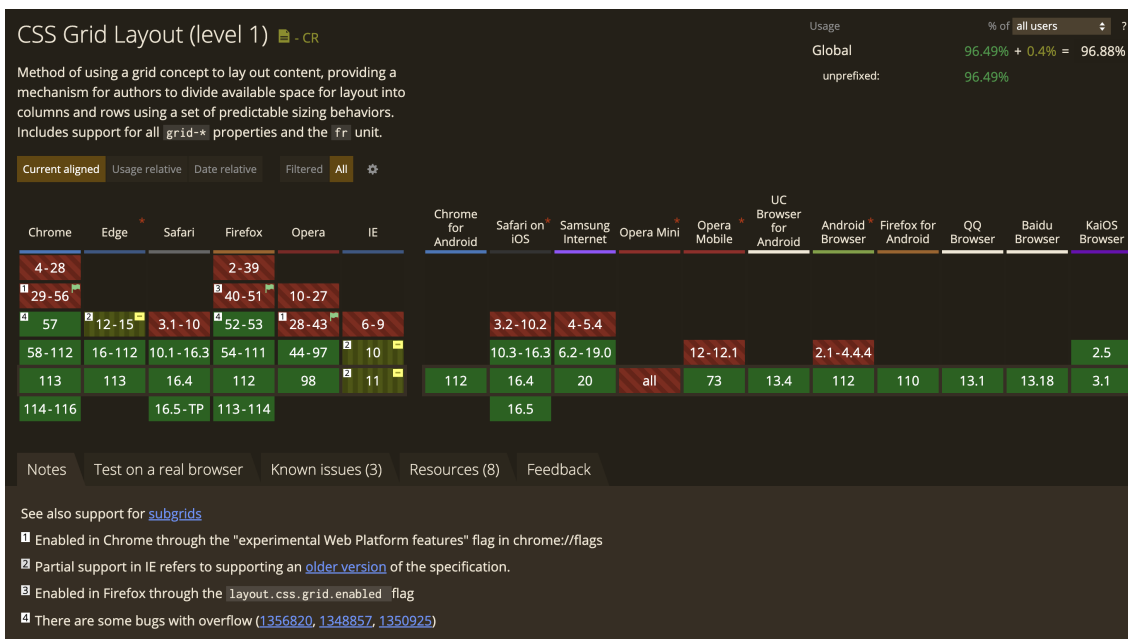 CSS Grid Layout (level 1) - CR
Usage % of all users ?
Global 96.49% + 0.4% = 96.88%
unprefixed: 96.49%
Method of using a grid concept to lay out content, providing a
mechanism for authors to divide available space for layout into
columns and rows using a set of predictable sizing behaviors.
Includes support for all grid-* properties and the fr unit.
Current aligned Usage relative Date relative Filtered All
Chrome Edge * Safari Firefox Opera IE Chrome for Android Safari on iOS * Samsung Internet Opera Mini * Opera Mobile * UC Browser for Android Android Browser * Firefox for Android QQ Browser Baidu Browser KaiOS Browser
4-28 2-39
1 29-56 3 40-51 10-27
4 57 2 12-15 3.1-10 4 52-53 1 28-43 6-9 3.2-10.2 4-5.4
58-112 16-112 10.1-16.3 54-111 44-97 2 10 10.3-16.3 6.2-19.0 12-12.1 2.1-4.4.4 2.5
113 113 16.4 112 98 2 11 112 16.4 20 all 73 13.4 112 110 13.1 13.18 3.1
114-116 16.5-TP 113-114 16.5
Notes Test on a real browser Known issues (3) Resources (8) Feedback
See also support for subgrids
1 Enabled in Chrome through the "experimental Web Platform features" flag in chrome://flags
2 Partial support in IE refers to supporting an older version of the specification.
3 Enabled in Firefox through the layout.css.grid.enabled flag
4 There are some bugs with overflow (1356820, 1348857, 1350925)